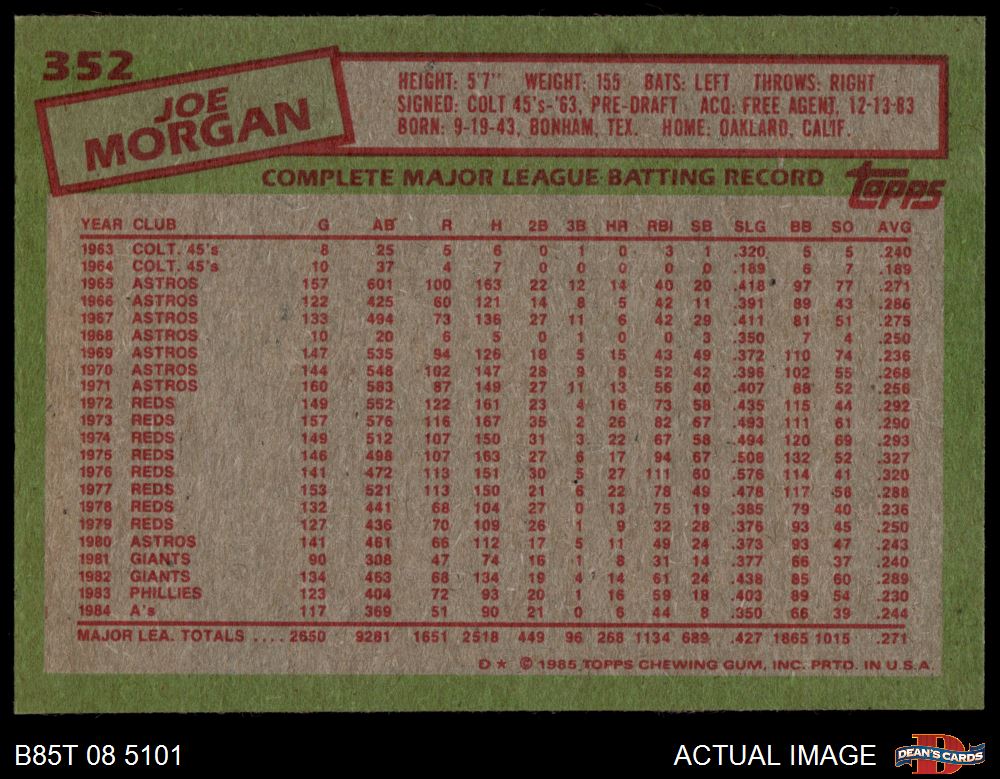 352
JOE
MORGAN
HEIGHT: 5'7" WEIGHT: 155 BATS: LEFT THROWS: RIGHT
SIGNED: COLT 45's-'63, PRE-DRAFT ACQ: FREE AGENT, 12-13-83
BORN: 9-19-43, BONHAM, TEX. HOME: OAKLARD, CALIF.
COMPLETE MAJOR LEAGUE BATTING RECORD topps
YEAR CLUB G AB R H 2B 3B HR RBI SB SLG BB SO AVG
1963 COLT. 45's 8 25 5 6 0 1 0 3 1 .320 5 5 .240
1964 COLT. 45's 10 37 4 7 0 0 0 0 0 .189 6 7 .189
1965 ASTROS 157 601 100 163 22 12 14 40 20 .418 97 77 .271
1966 ASTROS 122 425 60 121 14 8 5 42 11 .391 89 43 .286
1967 ASTROS 133 494 73 136 27 11 6 42 29 .411 81 51 .275
1968 ASTROS 10 20 6 5 0 1 0 0 3 .350 7 4 .250
1969 ASTROS 147 535 94 126 18 5 15 43 49 .372 110 74 .236
1970 ASTROS 144 548 102 147 28 9 8 52 42 .396 102 55 .268
1971 ASTROS 160 583 87 149 27 11 13 56 40 .407 88 52 .256
1972 REDS 149 552 122 161 23 4 16 73 58 .435 115 44 .292
1973 REDS 157 576 116 167 35 2 26 82 67 .493 111 61 .290
1974 REDS 149 512 107 150 31 3 22 67 58 .494 120 69 .293
1975 REDS 146 498 107 163 27 6 17 94 67 .508 132 52 .327
1976 REDS 141 472 113 151 30 5 27 111 60 .576 114 41 .320
1977 REDS 153 521 113 150 21 6 22 78 49 .478 117 58 .288
1978 REDS 132 441 68 104 27 0 13 75 19 .385 79 40 .236
1979 REDS 127 436 70 109 26 1 9 32 28 .376 93 45 .250
1980 ASTROS 141 461 66 112 17 5 11 49 24 .373 93 47 .243
1981 GIANTS 90 308 47 74 16 1 8 31 14 .377 66 37 .240
1982 GIANTS 134 463 68 134 19 4 14 61 24 .438 85 60 .289
1983 PHILLIES 123 404 72 93 20 1 16 59 18 .403 89 54 .230
1984 A's 117 369 51 90 21 0 6 44 8 .350 66 39 .244
MAJOR LEA. TOTALS .... 2650 9281 1651 2518 449 96 268 1134 689 .427 1865 1015 .271
D * © 1985 TOPPS CHEWING GUM, INC. PRTD. IN U.S.A.
B85T 08 5101 ACTUAL IMAGE DEAN'S CARDS